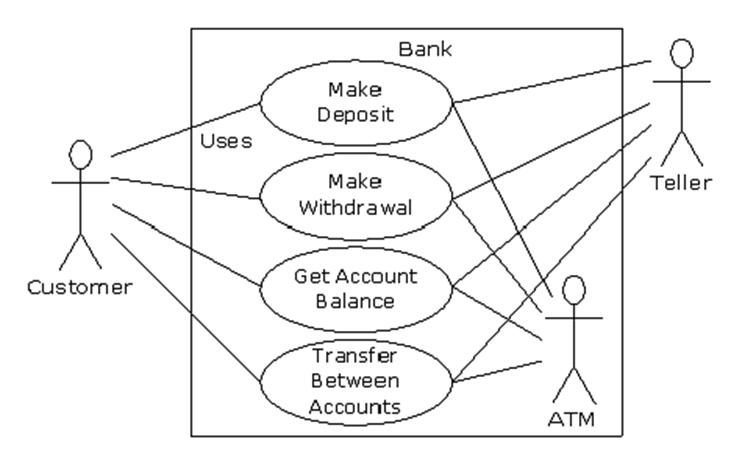 Bank
Make
Deposit
Uses
Make
Withdrawal
Teller
Get Account
Balance
Customer
Transfer
Between
Accounts
ATM